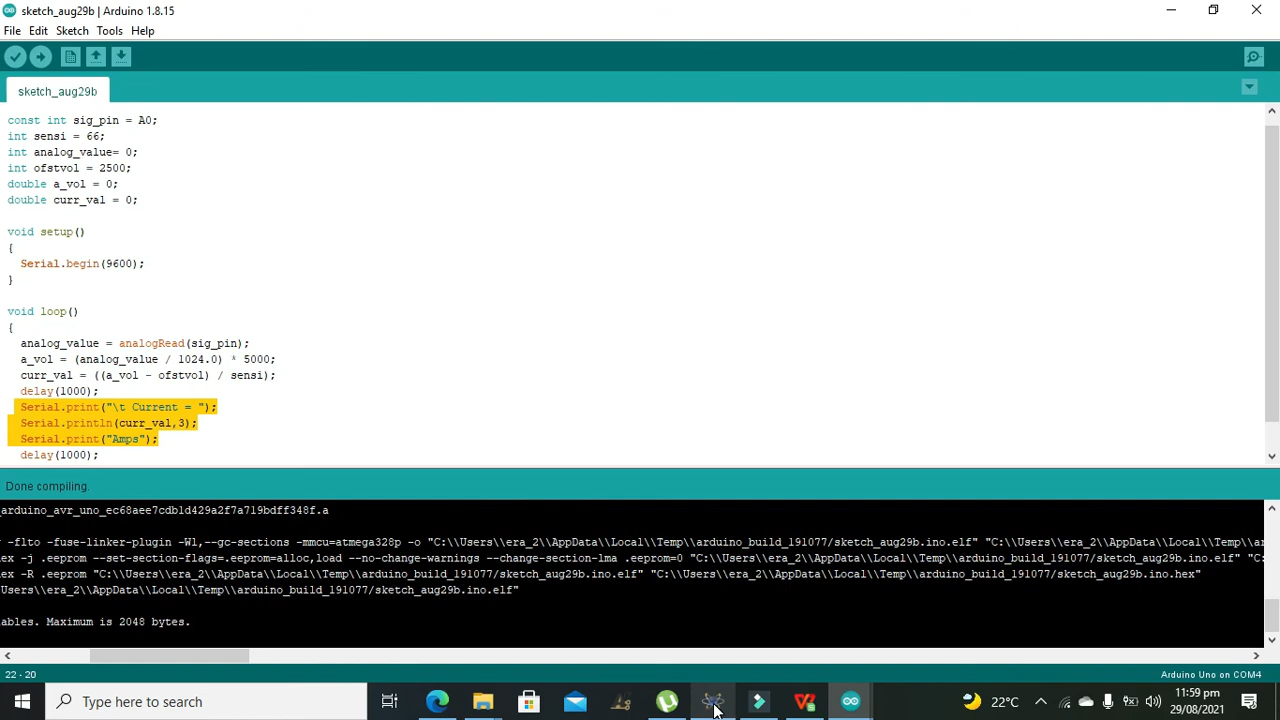 sketch_aug29b | Arduino 1.8.15
File Edit Sketch Tools Help
sketch_aug29b
const int sig_pin = A0;
int sensi = 66;
int analog_value= 0;
int ofstvol = 2500;
double a_vol = 0;
double curr_val = 0;
void setup()
{
Serial.begin(9600);
}
void loop()
{
analog_value = analogRead(sig_pin);
a_vol = (analog_value / 1024.0) * 5000;
curr_val = ((a_vol - ofstvol) / sensi);
delay(1000);
Serial.print("\t Current = ");
Serial.println(curr_val,3);
Serial.print("Amps");
delay(1000);
Done compiling.
_arduino_avr_uno_ec68aee7cdb1d429a2f7a719bdff348f.a
r -flto -fuse-linker-plugin -Wl,--gc-sections -mmcu=atmega328p -o "C:\\Users\\era_2\\AppData\\Local\\Temp\\arduino_build_191077/sketch_aug29b.ino.elf" "C:\\Users\\era_2\\AppData\\Local\\Temp\\ar
ex -j .eeprom --set-section-flags=.eeprom=alloc,load --no-change-warnings --change-section-lma .eeprom=0 "C:\\Users\\era_2\\AppData\\Local\\Temp\\arduino_build_191077/sketch_aug29b.ino.elf" "C:
ex -R .eeprom "C:\\Users\\era_2\\AppData\\Local\\Temp\\arduino_build_191077/sketch_aug29b.ino.elf" "C:\\Users\\era_2\\AppData\\Local\\Temp\\arduino_build_191077/sketch_aug29b.ino.hex"
Users\\era_2\\AppData\\Local\\Temp\\arduino_build_191077/sketch_aug29b.ino.elf"
ables. Maximum is 2048 bytes.
22 - 20
Arduino Uno on COM4
Type here to search
22°C
11:59 pm
29/08/2021